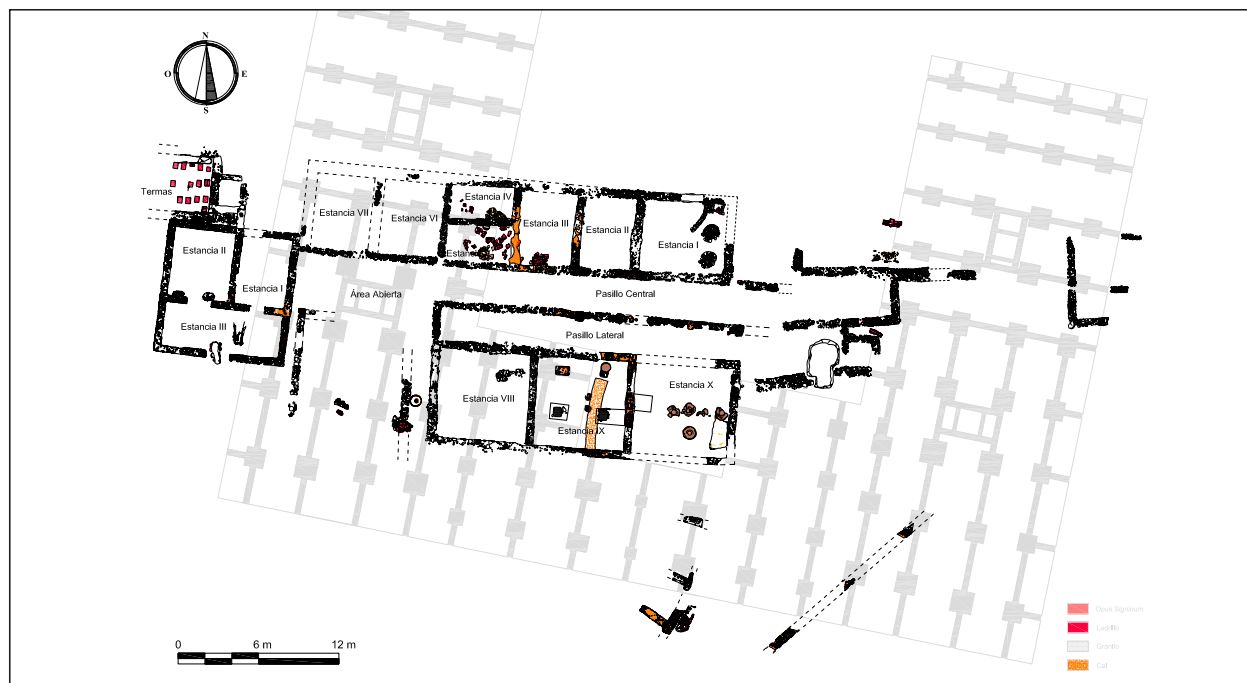 N
O
E
S
Termas
Estancia IV
Estancia VII
Estancia VI
Estancia III
Estancia II
Estancia I
Estancia II
Estancia I
Área Abierta
Pasillo Central
Estancia III
Pasillo Lateral
Estancia X
Estancia VIII
Estancia IX
0 6 m 12 m
Opus Signinum
Ladrillo
Granito
Cal